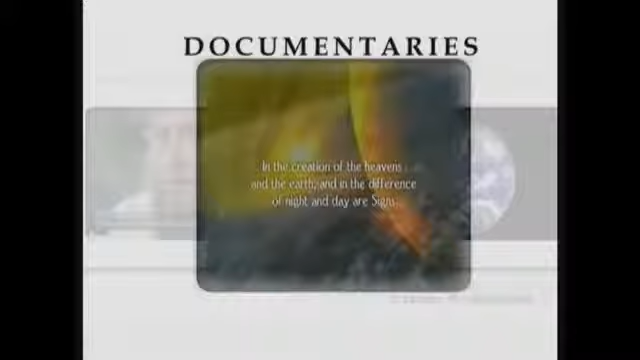 DOCUMENTARIES
In the creation of the heavens
and the earth, and in the difference
of night and day are Signs